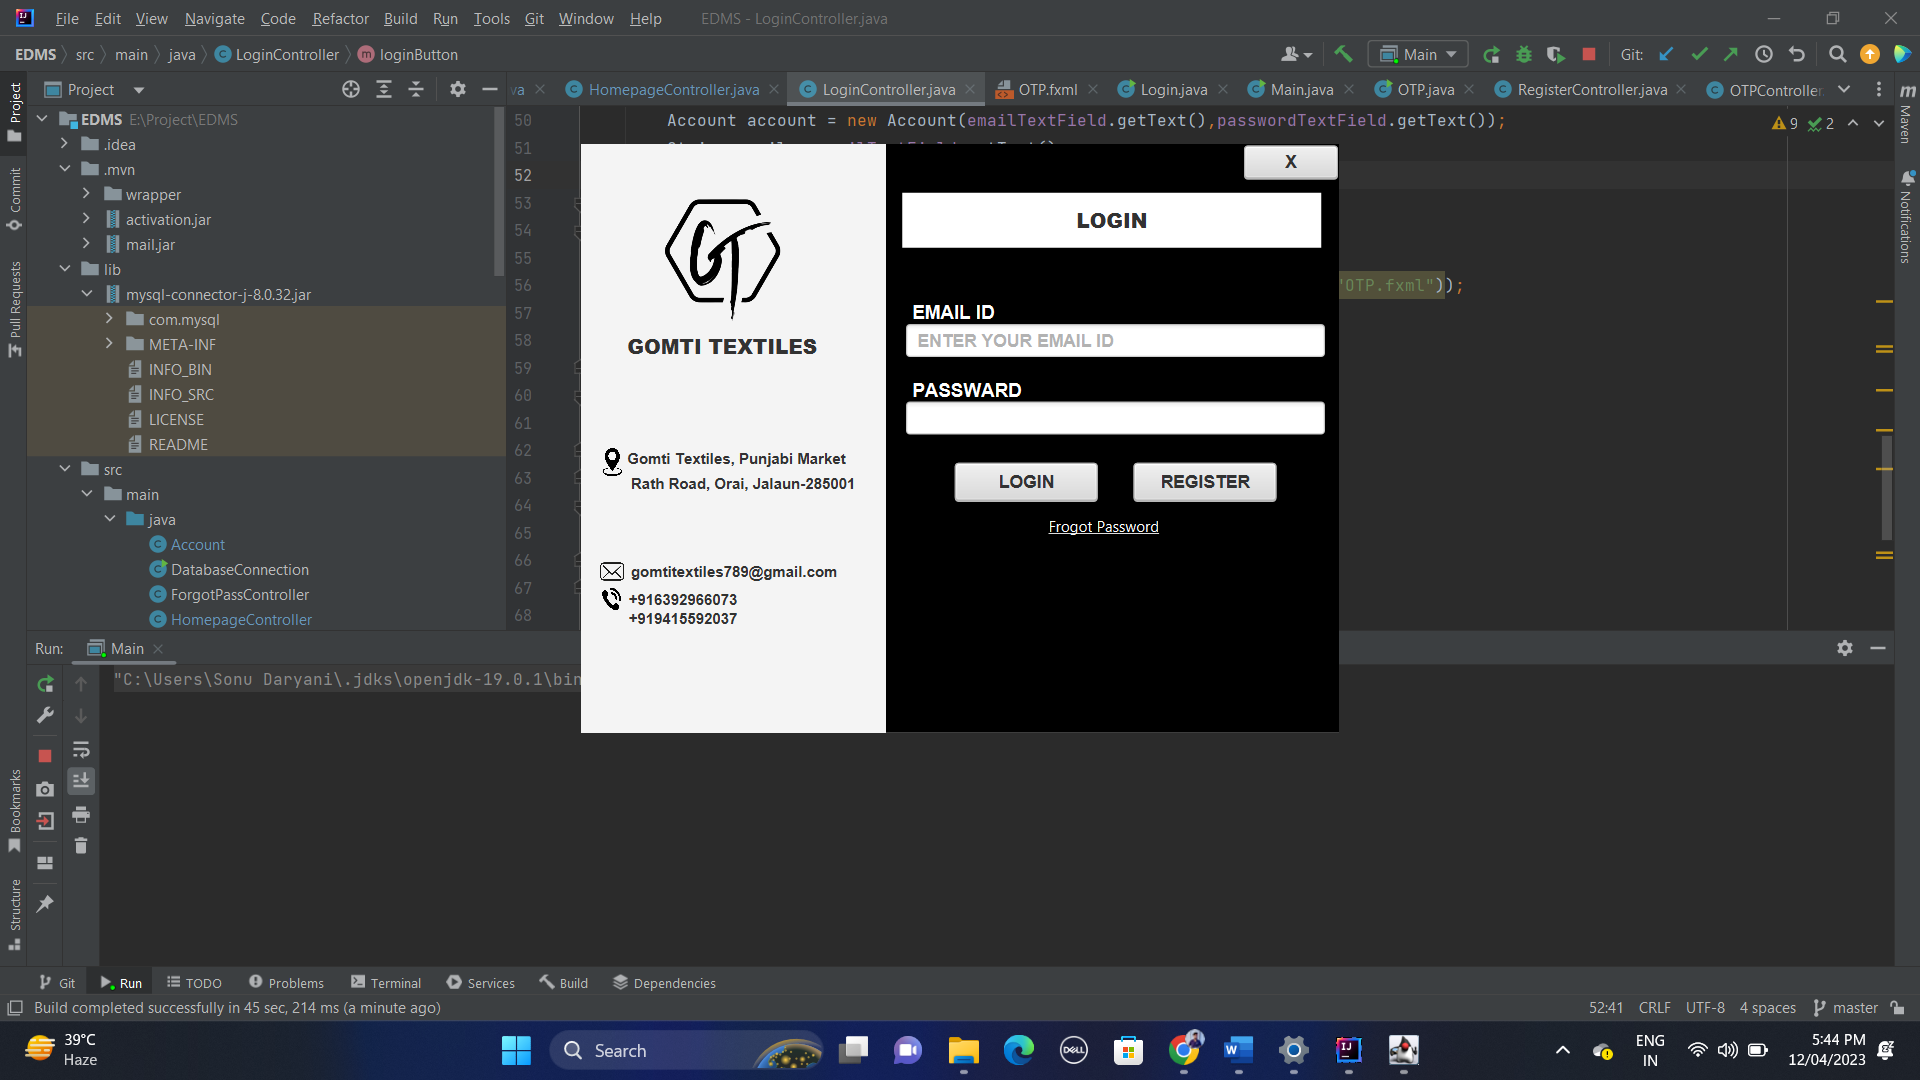 File Edit View Navigate Code Refactor Build Run Tools Git Window Help EDMS - LoginController.java
EDMS src main java LoginController loginButton Main Git:
Project
va HomepageController.java LoginController.java OTP.fxml Login.java Main.java OTP.java RegisterController.java OTPController
EDMS E:\Project\EDMS
.idea
.mvn
wrapper
activation.jar
mail.jar
lib
mysql-connector-j-8.0.32.jar
com.mysql
META-INF
INFO_BIN
INFO_SRC
LICENSE
README
src
main
java
Account
DatabaseConnection
ForgotPassController
HomepageController
50 Account account = new Account(emailTextField.getText(),passwordTextField.getText());
51
52
53
54
55
56 "OTP.fxml"));
57
58
59
60
61
62
63
64
65
66
67
68
9 2
GT
GOMTI TEXTILES
Gomti Textiles, Punjabi Market
Rath Road, Orai, Jalaun-285001
gomtitextiles789@gmail.com
+916392966073
+919415592037
X
LOGIN
EMAIL ID
ENTER YOUR EMAIL ID
PASSWARD
LOGIN REGISTER
Frogot Password
Project
Commit
Pull Requests
Bookmarks
Structure
Maven
Notifications
Run: Main
"C:\Users\Sonu Daryani\.jdks\openjdk-19.0.1\bin
Git Run TODO Problems Terminal Services Build Dependencies
Build completed successfully in 45 sec, 214 ms (a minute ago) 52:41 CRLF UTF-8 4 spaces master
39°C
Haze
Search
DELL
ENG
IN
5:44 PM
12/04/2023